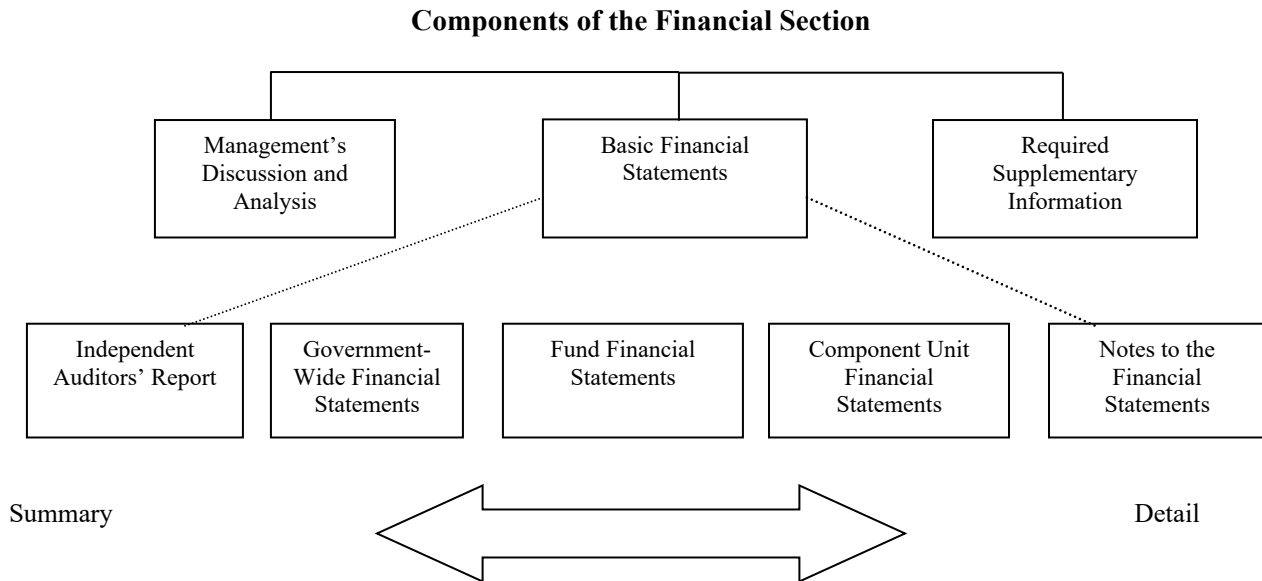 Components of the Financial Section
Management’s
Discussion and
Analysis
Basic Financial
Statements
Required
Supplementary
Information
Independent
Auditors’ Report
Government-
Wide Financial
Statements
Fund Financial
Statements
Component Unit
Financial
Statements
Notes to the
Financial
Statements
Summary
Detail